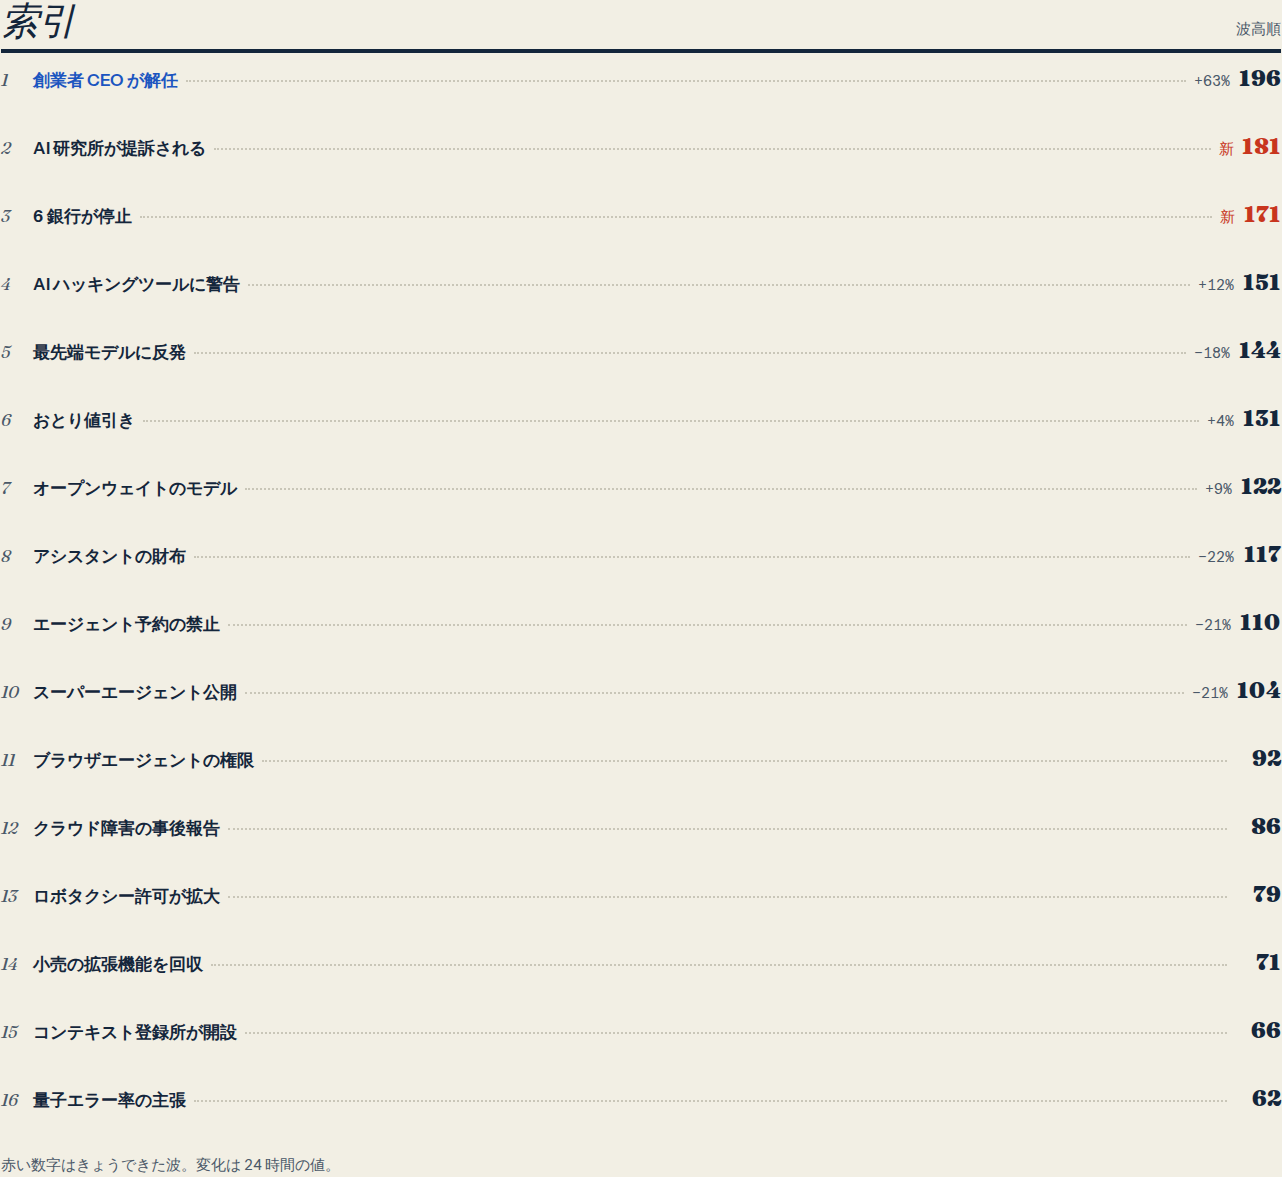 索引
波高順
1 創業者 CEO が解任 +63% 196
2 AI 研究所が提訴される 新 181
3 6 銀行が停止 新 171
4 AI ハッキングツールに警告 +12% 151
5 最先端モデルに反発 −18% 144
6 おとり値引き +4% 131
7 オープンウェイトのモデル +9% 122
8 アシスタントの財布 −22% 117
9 エージェント予約の禁止 −21% 110
10 スーパーエージェント公開 −21% 104
11 ブラウザエージェントの権限 92
12 クラウド障害の事後報告 86
13 ロボタクシー許可が拡大 79
14 小売の拡張機能を回収 71
15 コンテキスト登録所が開設 66
16 量子エラー率の主張 62
赤い数字はきょうできた波。変化は 24 時間の値。